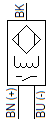 BK
BN (+)
BU (-)